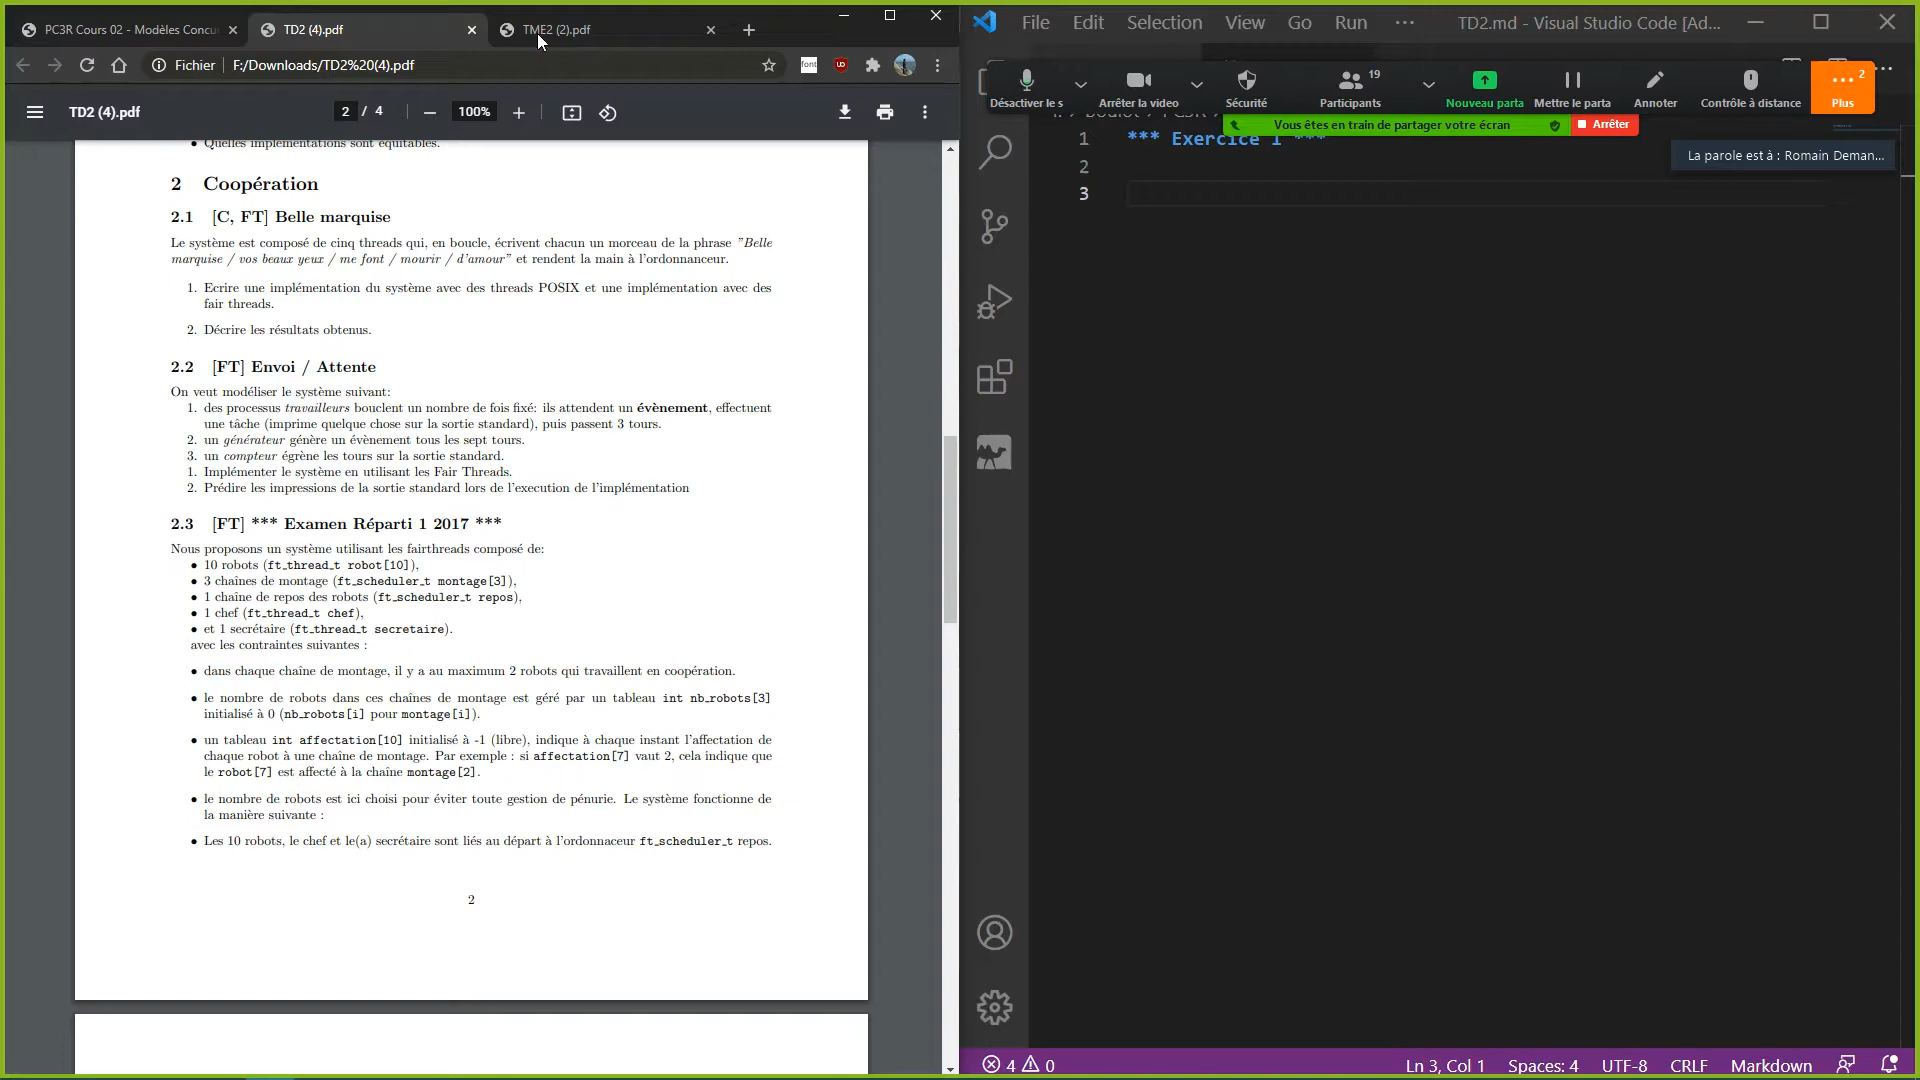 PC3R Cours 02 - Modèles Concu
TD2 (4).pdf
TME2 (2).pdf
Fichier
F:/Downloads/TD2%20(4).pdf
font
TD2 (4).pdf
2 / 4
100%
• Quelles implémentations sont équitables.
2 Coopération
2.1 [C, FT] Belle marquise
Le système est composé de cinq threads qui, en boucle, écrivent chacun un morceau de la phrase "Belle
marquise / vos beaux yeux / me font / mourir / d'amour" et rendent la main à l'ordonnanceur.
1. Ecrire une implémentation du système avec des threads POSIX et une implémentation avec des
fair threads.
2. Décrire les résultats obtenus.
2.2 [FT] Envoi / Attente
On veut modéliser le système suivant:
1. des processus travailleurs bouclent un nombre de fois fixé: ils attendent un évènement, effectuent
une tâche (imprime quelque chose sur la sortie standard), puis passent 3 tours.
2. un générateur génère un évènement tous les sept tours.
3. un compteur égrène les tours sur la sortie standard.
1. Implémenter le système en utilisant les Fair Threads.
2. Prédire les impressions de la sortie standard lors de l'execution de l'implémentation
2.3 [FT] *** Examen Réparti 1 2017 ***
Nous proposons un système utilisant les fairthreads composé de:
• 10 robots (ft_thread_t robot[10]),
• 3 chaînes de montage (ft_scheduler_t montage[3]),
• 1 chaîne de repos des robots (ft_scheduler_t repos),
• 1 chef (ft_thread_t chef),
• et 1 secrétaire (ft_thread_t secretaire).
avec les contraintes suivantes :
• dans chaque chaîne de montage, il y a au maximum 2 robots qui travaillent en coopération.
• le nombre de robots dans ces chaînes de montage est géré par un tableau int nb_robots[3]
initialisé à 0 (nb_robots[i] pour montage[i]).
• un tableau int affectation[10] initialisé à -1 (libre), indique à chaque instant l'affectation de
chaque robot à une chaîne de montage. Par exemple : si affectation[7] vaut 2, cela indique que
le robot[7] est affecté à la chaîne montage[2].
• le nombre de robots est ici choisi pour éviter toute gestion de pénurie. Le système fonctionne de
la manière suivante :
• Les 10 robots, le chef et le(a) secrétaire sont liés au départ à l'ordonnaceur ft_scheduler_t repos.
2
File Edit Selection View Go Run ···
TD2.md - Visual Studio Code [Ad...
Désactiver le s
Arrêter la video
Sécurité
19
Participants
Nouveau parta
Mettre le parta
Annoter
Contrôle à distance
2
Plus
Vous êtes en train de partager votre écran
Arrêter
La parole est à : Romain Deman...
1 *** Exercice 1 ***
2
3
4 0
Ln 3, Col 1
Spaces: 4
UTF-8
CRLF
Markdown